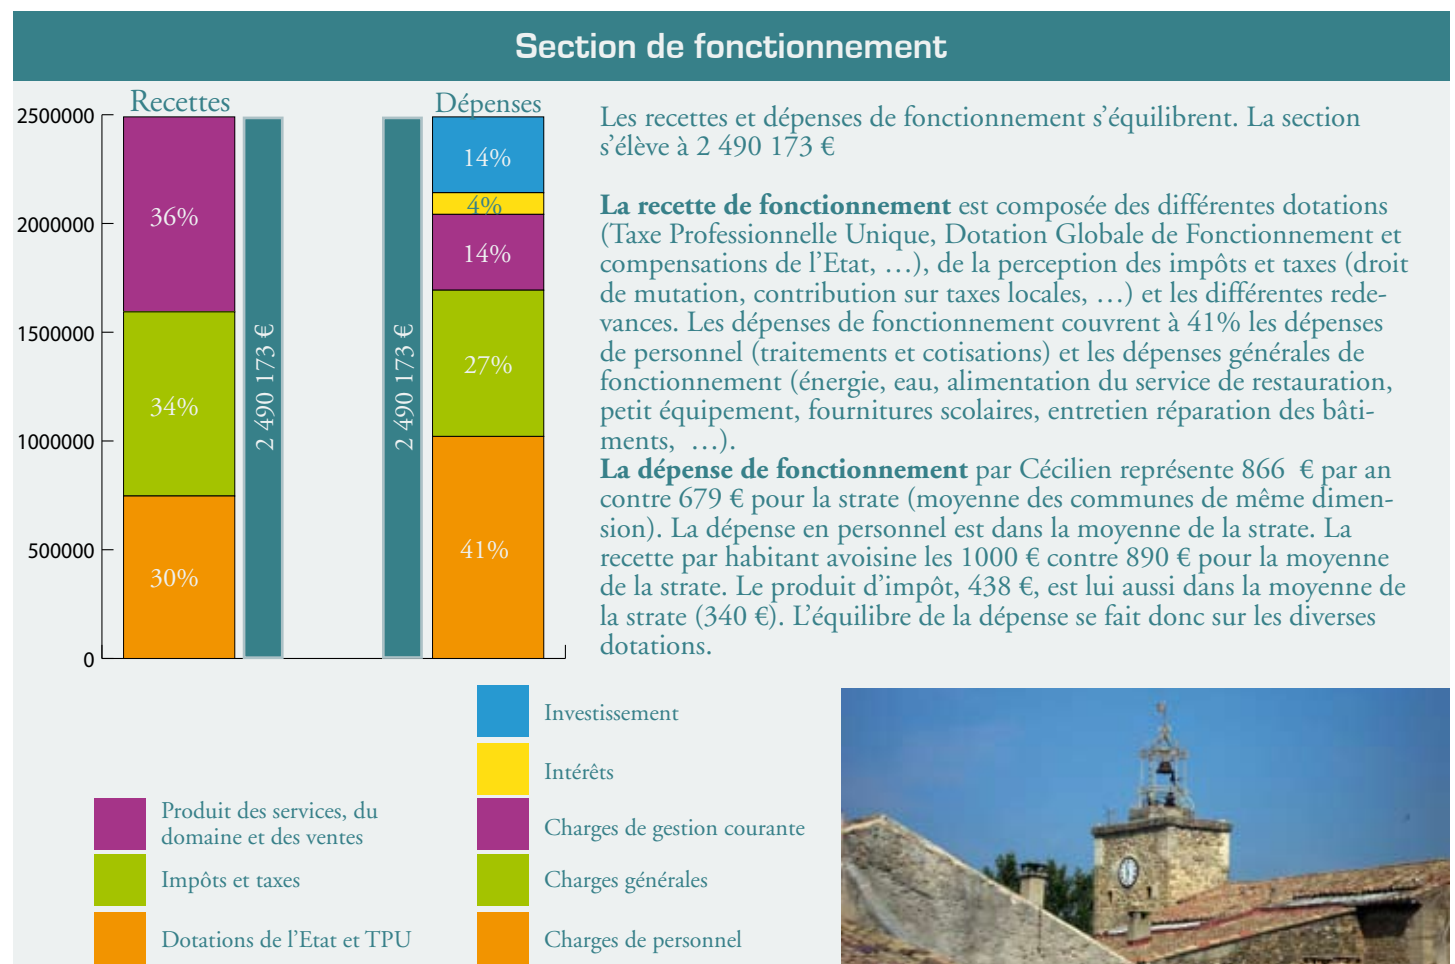 Section de fonctionnement
Recettes
Dépenses
2500000
2000000
1500000
1000000
500000
0
36%
34%
30%
2 490 173 €
2 490 173 €
14%
4%
14%
27%
41%
Les recettes et dépenses de fonctionnement s’équilibrent. La section
s’élève à 2 490 173 €
La recette de fonctionnement est composée des différentes dotations
(Taxe Professionnelle Unique, Dotation Globale de Fonctionnement et
compensations de l’Etat, …), de la perception des impôts et taxes (droit
de mutation, contribution sur taxes locales, …) et les différentes rede-
vances. Les dépenses de fonctionnement couvrent à 41% les dépenses
de personnel (traitements et cotisations) et les dépenses générales de
fonctionnement (énergie, eau, alimentation du service de restauration,
petit équipement, fournitures scolaires, entretien réparation des bâti-
ments, …).
La dépense de fonctionnement par Cécilien représente 866 € par an
contre 679 € pour la strate (moyenne des communes de même dimen-
sion). La dépense en personnel est dans la moyenne de la strate. La
recette par habitant avoisine les 1000 € contre 890 € pour la moyenne
de la strate. Le produit d’impôt, 438 €, est lui aussi dans la moyenne de
la strate (340 €). L’équilibre de la dépense se fait donc sur les diverses
dotations.
Produit des services, du
domaine et des ventes
Impôts et taxes
Dotations de l’Etat et TPU
Investissement
Intérêts
Charges de gestion courante
Charges générales
Charges de personnel